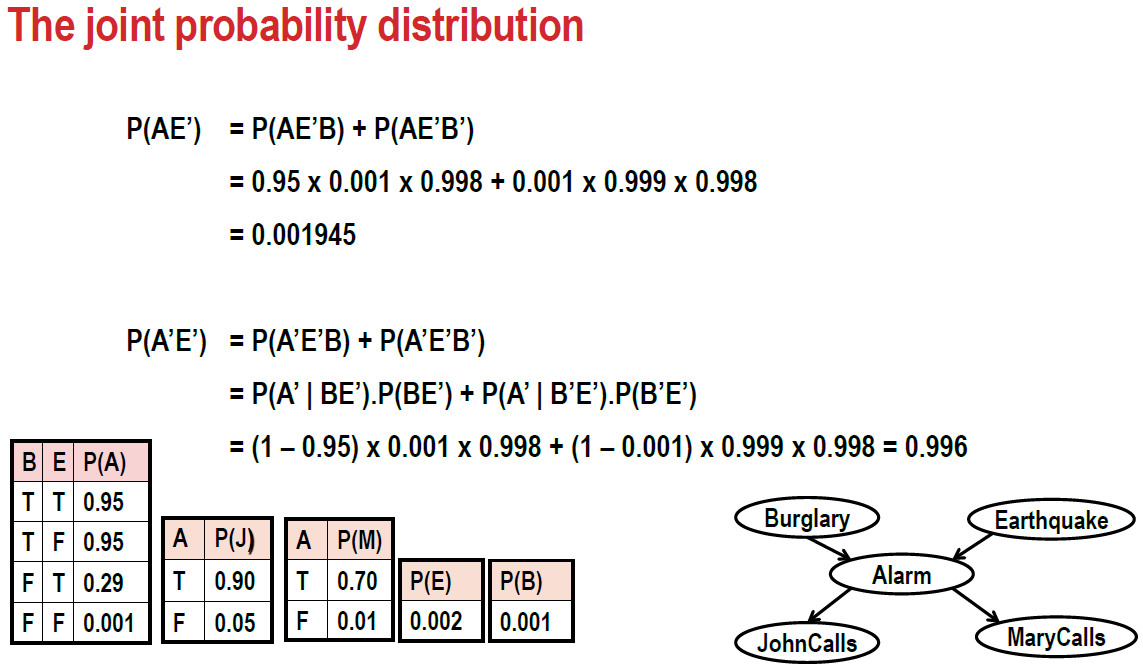 The joint probability distribution
P(AE’) = P(AE’B) + P(AE’B’)
= 0.95 x 0.001 x 0.998 + 0.001 x 0.999 x 0.998
= 0.001945
P(A’E’) = P(A’E’B) + P(A’E’B’)
= P(A’ | BE’).P(BE’) + P(A’ | B’E’).P(B’E’)
= (1 – 0.95) x 0.001 x 0.998 + (1 – 0.001) x 0.999 x 0.998 = 0.996
B E P(A)
T T 0.95
T F 0.95
F T 0.29
F F 0.001
A P(J)
T 0.90
F 0.05
A P(M)
T 0.70
F 0.01
P(E)
0.002
P(B)
0.001
Burglary
Earthquake
Alarm
JohnCalls
MaryCalls